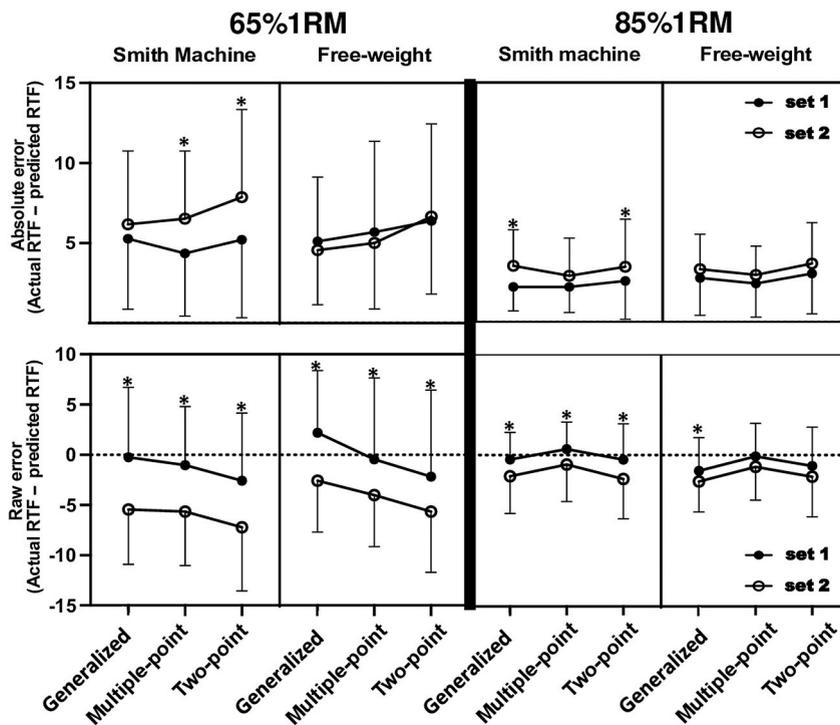 65%1RM 85%1RM
Smith Machine Free-weight Smith machine Free-weight
Absolute error
(Actual RTF – predicted RTF)
15
10
5
* * * * *
set 1
set 2
Raw error
(Actual RTF – predicted RTF)
10
5
0
-5
-10
-15
* * * * * * * * * *
set 1
set 2
Generalized Multiple-point Two-point Generalized Multiple-point Two-point Generalized Multiple-point Two-point Generalized Multiple-point Two-point